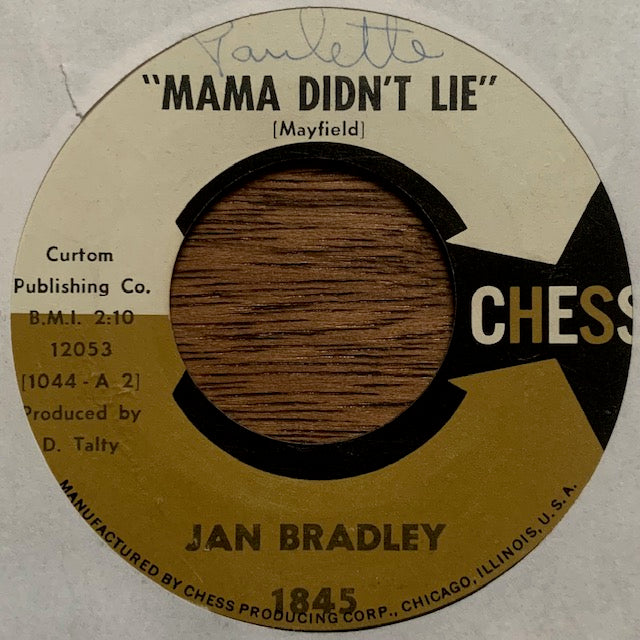 Paulette
"MAMA DIDN'T LIE"
[Mayfield]
Curtom
Publishing Co.
B.M.I. 2:10
12053
[1044 - A 2]
Produced by
D. Talty
CHESS
JAN BRADLEY
1845
MANUFACTURED BY CHESS PRODUCING CORP., CHICAGO, ILLINOIS, U.S.A.